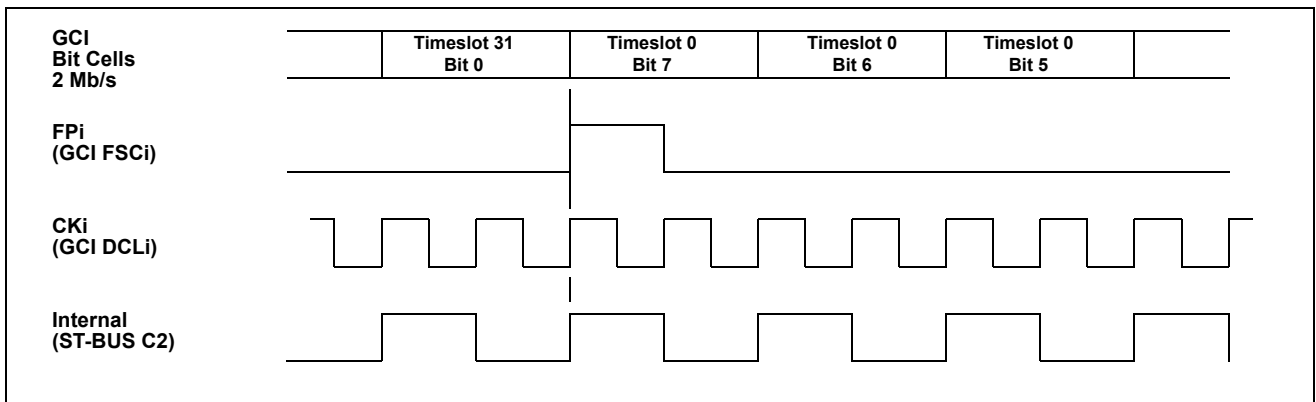 GCI
Bit Cells
2 Mb/s
Timeslot 31
Bit 0
Timeslot 0
Bit 7
Timeslot 0
Bit 6
Timeslot 0
Bit 5
FPi
(GCI FSCi)
CKi
(GCI DCLi)
Internal
(ST-BUS C2)